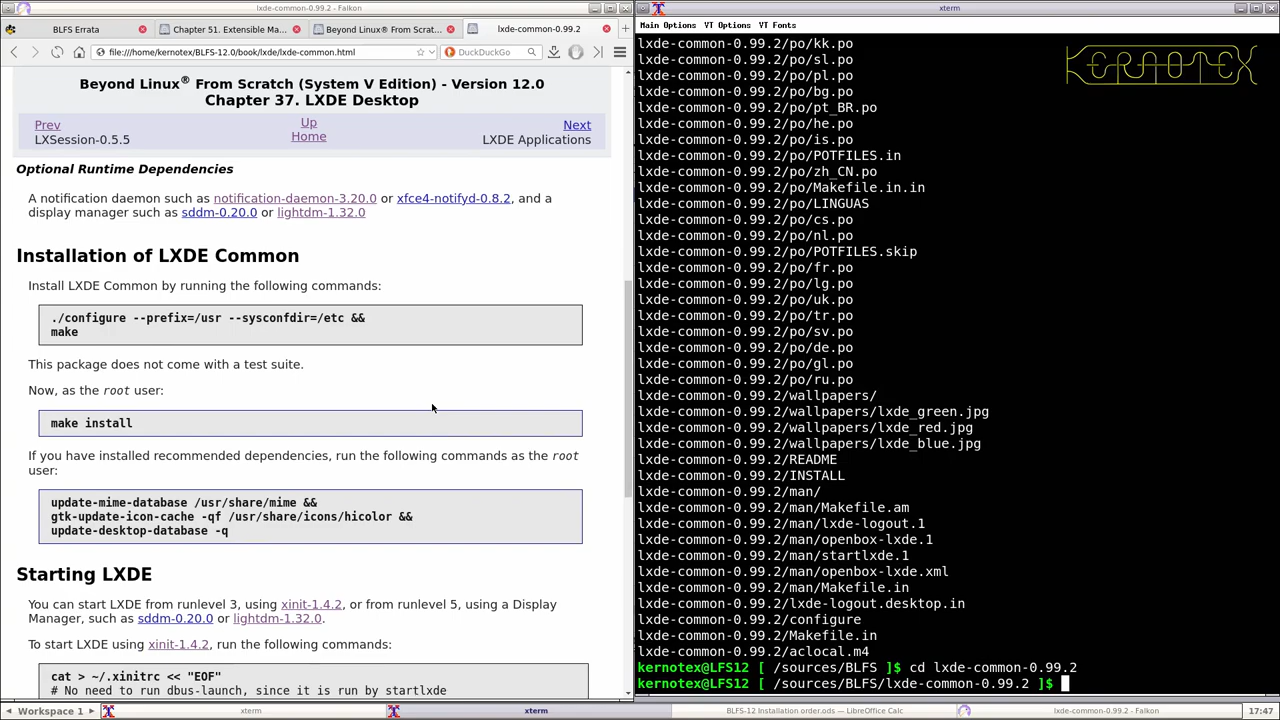 lxde-common-0.99.2 - Falkon
BLFS Errata
Chapter 51. Extensible Ma...
Beyond Linux® From Scrat...
lxde-common-0.99.2
file:///home/kernotex/BLFS-12.0/book/lxde/lxde-common.html
DuckDuckGo
Beyond Linux® From Scratch (System V Edition) - Version 12.0
Chapter 37. LXDE Desktop
Prev Up Next
LXSession-0.5.5 Home LXDE Applications
Optional Runtime Dependencies
A notification daemon such as notification-daemon-3.20.0 or xfce4-notifyd-0.8.2, and a
display manager such as sddm-0.20.0 or lightdm-1.32.0
Installation of LXDE Common
Install LXDE Common by running the following commands:
./configure --prefix=/usr --sysconfdir=/etc &&
make
This package does not come with a test suite.
Now, as the root user:
make install
If you have installed recommended dependencies, run the following commands as the root
user:
update-mime-database /usr/share/mime &&
gtk-update-icon-cache -qf /usr/share/icons/hicolor &&
update-desktop-database -q
Starting LXDE
You can start LXDE from runlevel 3, using xinit-1.4.2, or from runlevel 5, using a Display
Manager, such as sddm-0.20.0 or lightdm-1.32.0.
To start LXDE using xinit-1.4.2, run the following commands:
cat > ~/.xinitrc << "EOF"
# No need to run dbus-launch, since it is run by startlxde
xterm
Main Options VT Options VT Fonts
KERNOTEX
lxde-common-0.99.2/po/kk.po
lxde-common-0.99.2/po/sl.po
lxde-common-0.99.2/po/pl.po
lxde-common-0.99.2/po/bg.po
lxde-common-0.99.2/po/pt_BR.po
lxde-common-0.99.2/po/he.po
lxde-common-0.99.2/po/is.po
lxde-common-0.99.2/po/POTFILES.in
lxde-common-0.99.2/po/zh_CN.po
lxde-common-0.99.2/po/Makefile.in.in
lxde-common-0.99.2/po/LINGUAS
lxde-common-0.99.2/po/cs.po
lxde-common-0.99.2/po/nl.po
lxde-common-0.99.2/po/POTFILES.skip
lxde-common-0.99.2/po/fr.po
lxde-common-0.99.2/po/lg.po
lxde-common-0.99.2/po/uk.po
lxde-common-0.99.2/po/tr.po
lxde-common-0.99.2/po/sv.po
lxde-common-0.99.2/po/de.po
lxde-common-0.99.2/po/gl.po
lxde-common-0.99.2/po/ru.po
lxde-common-0.99.2/wallpapers/
lxde-common-0.99.2/wallpapers/lxde_green.jpg
lxde-common-0.99.2/wallpapers/lxde_red.jpg
lxde-common-0.99.2/wallpapers/lxde_blue.jpg
lxde-common-0.99.2/README
lxde-common-0.99.2/INSTALL
lxde-common-0.99.2/man/
lxde-common-0.99.2/man/Makefile.am
lxde-common-0.99.2/man/lxde-logout.1
lxde-common-0.99.2/man/openbox-lxde.1
lxde-common-0.99.2/man/startlxde.1
lxde-common-0.99.2/man/openbox-lxde.xml
lxde-common-0.99.2/man/Makefile.in
lxde-common-0.99.2/lxde-logout.desktop.in
lxde-common-0.99.2/configure
lxde-common-0.99.2/Makefile.in
lxde-common-0.99.2/aclocal.m4
kernotex@LFS12 [ /sources/BLFS ]$ cd lxde-common-0.99.2
kernotex@LFS12 [ /sources/BLFS/lxde-common-0.99.2 ]$
Workspace 1 xterm xterm BLFS-12 Installation order.ods — LibreOffice Calc lxde-common-0.99.2 - Falkon 17:47